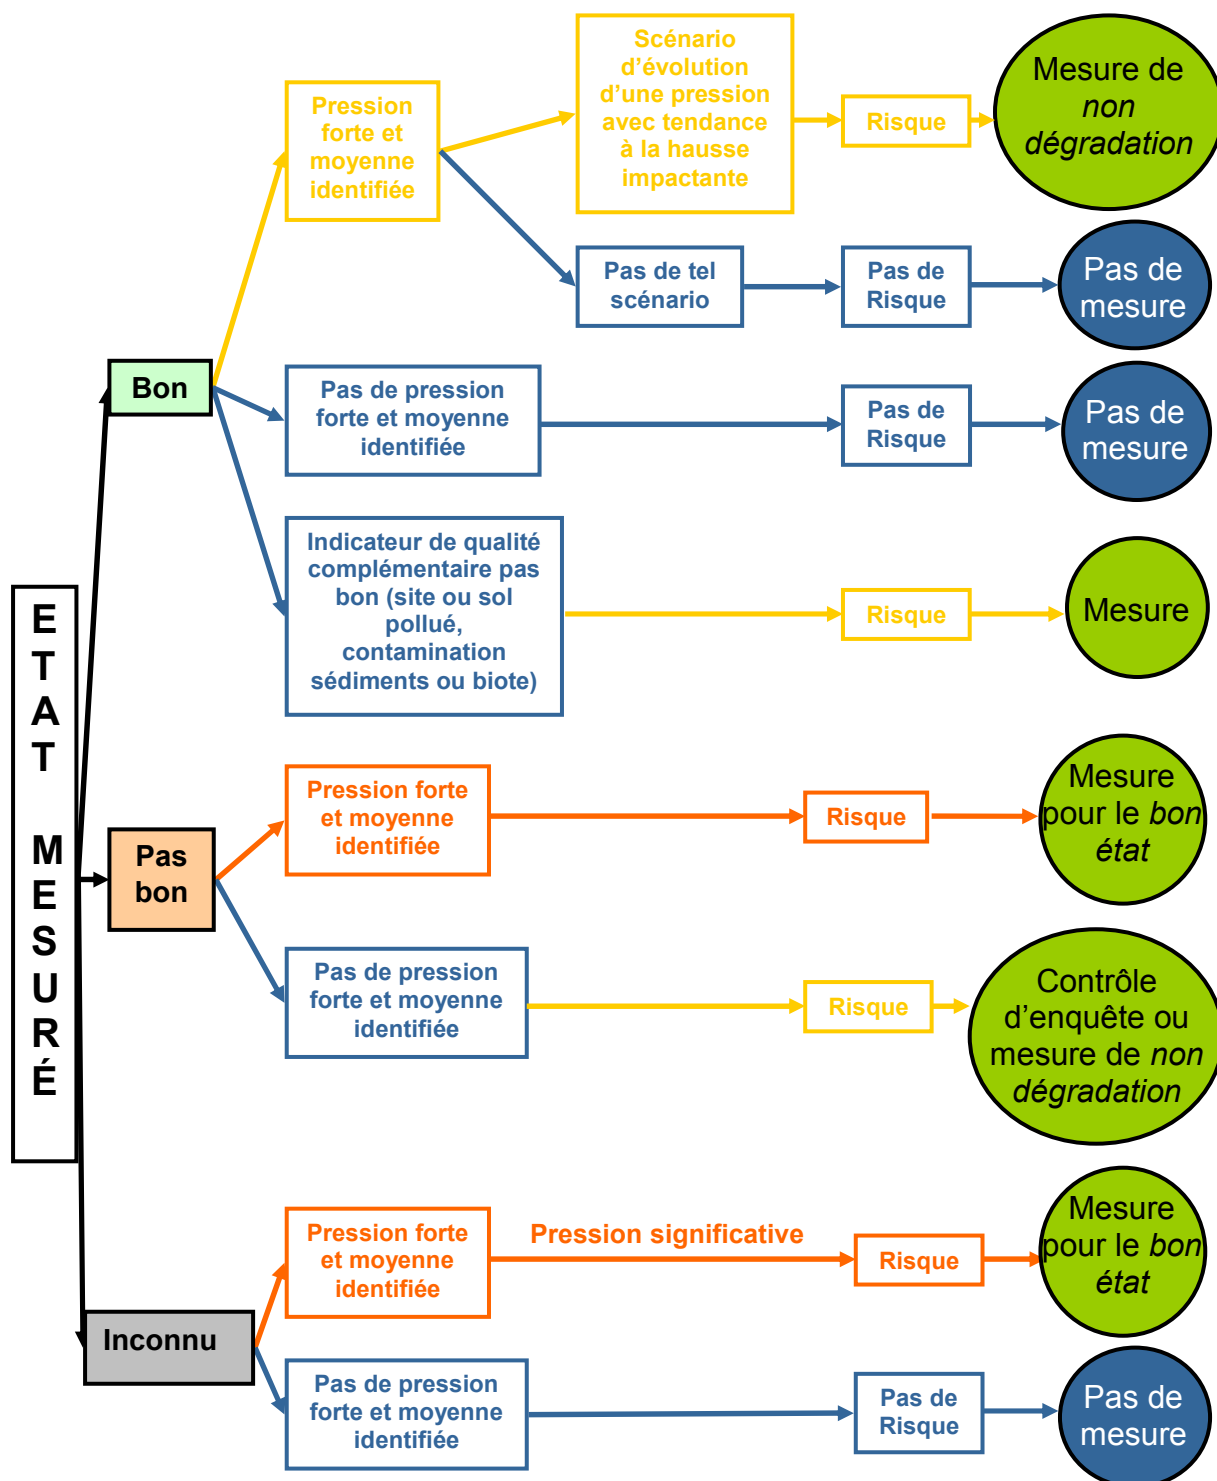 Scénario
d'évolution
d'une pression
avec tendance
à la hausse
impactante
Pression
forte et
moyenne
identifiée
Risque
Mesure de
non
dégradation
Pas de tel
scénario
Pas de
Risque
Pas de
mesure
Bon
Pas de pression
forte et moyenne
identifiée
Pas de
Risque
Pas de
mesure
Indicateur de qualité
complémentaire pas
bon (site ou sol
pollué,
contamination
sédiments ou biote)
Risque
Mesure
E
T
A
T
M
E
S
U
R
É
Pas
bon
Pression forte
et moyenne
identifiée
Risque
Mesure
pour le bon
état
Pas de pression
forte et moyenne
identifiée
Risque
Contrôle
d'enquête ou
mesure de non
dégradation
Inconnu
Pression forte
et moyenne
identifiée
Pression significative
Risque
Mesure
pour le bon
état
Pas de pression
forte et moyenne
identifiée
Pas de
Risque
Pas de
mesure